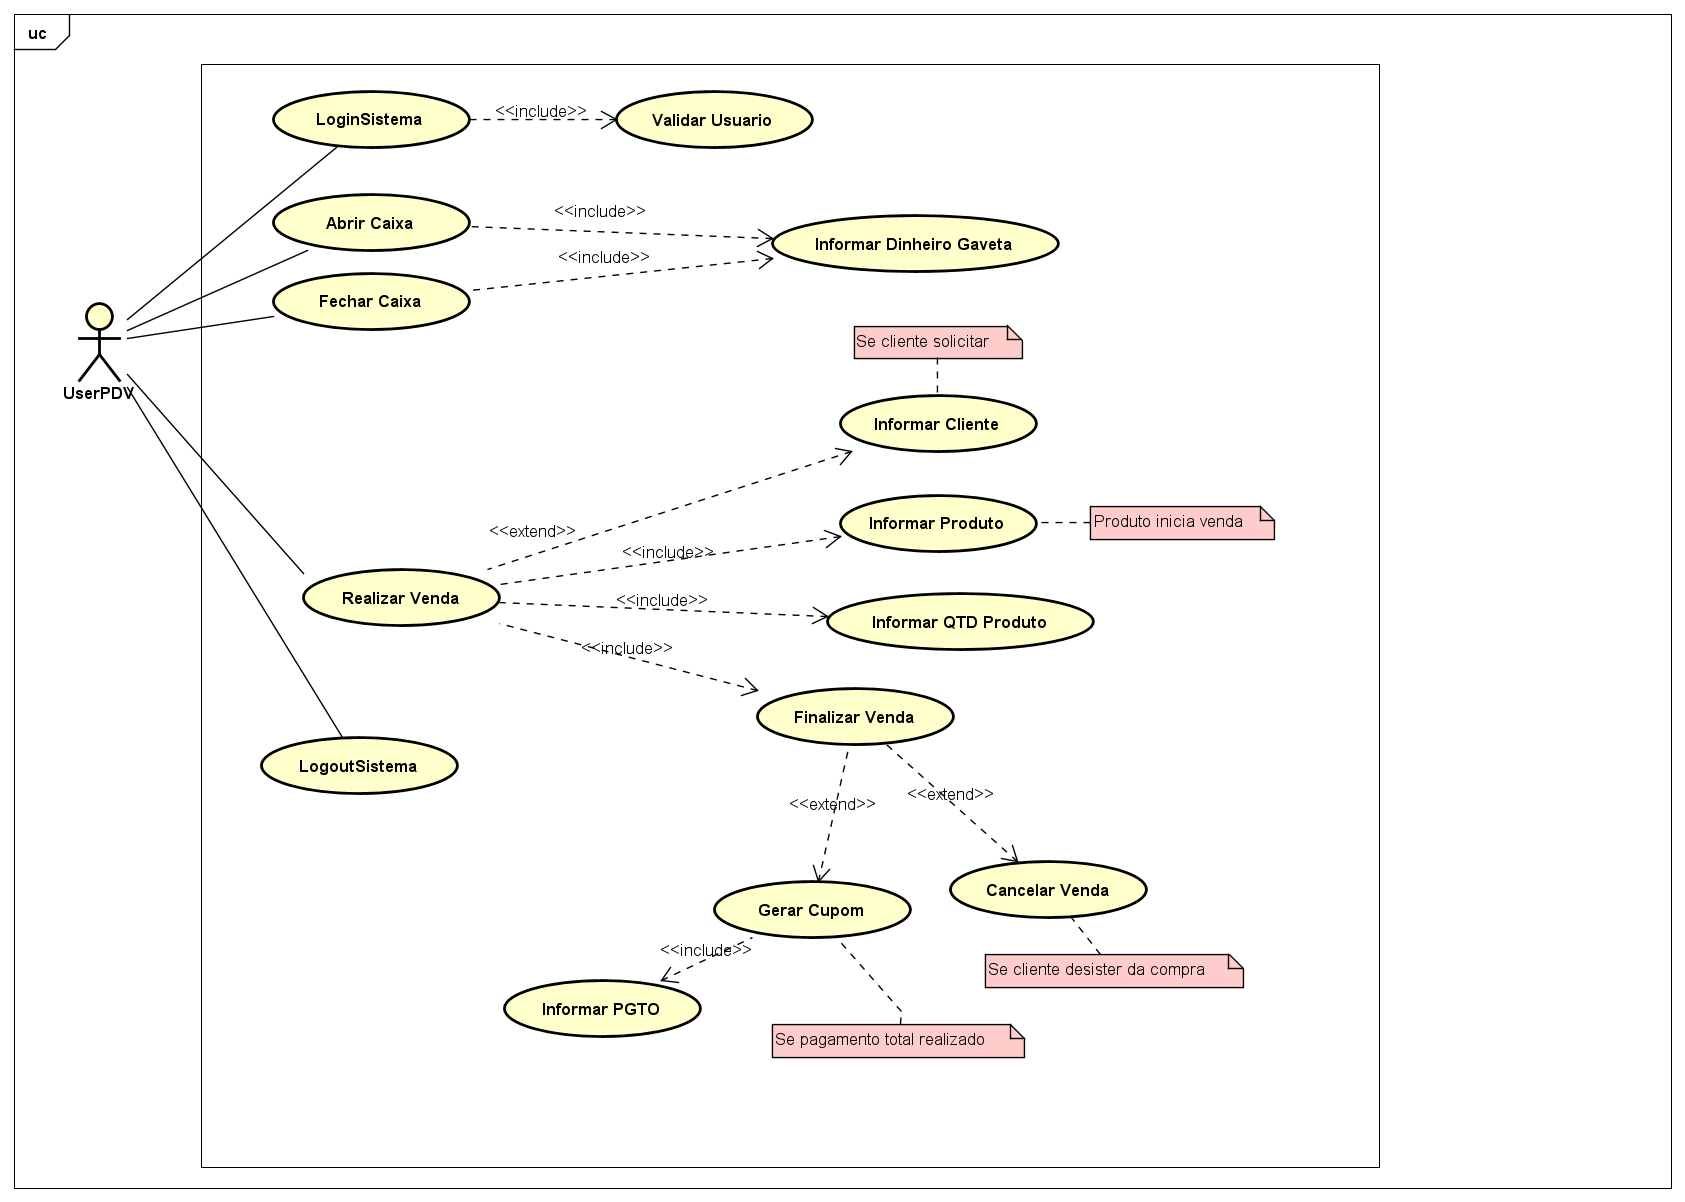 uc
LoginSistema
<<include>>
Validar Usuario
Abrir Caixa
<<include>>
Informar Dinheiro Gaveta
Fechar Caixa
<<include>>
UserPDV
Se cliente solicitar
Informar Cliente
<<extend>>
Informar Produto
Produto inicia venda
<<include>>
Realizar Venda
<<include>>
Informar QTD Produto
<<include>>
Finalizar Venda
LogoutSistema
<<extend>>
<<extend>>
Cancelar Venda
Gerar Cupom
<<include>>
Se cliente desister da compra
Informar PGTO
Se pagamento total realizado